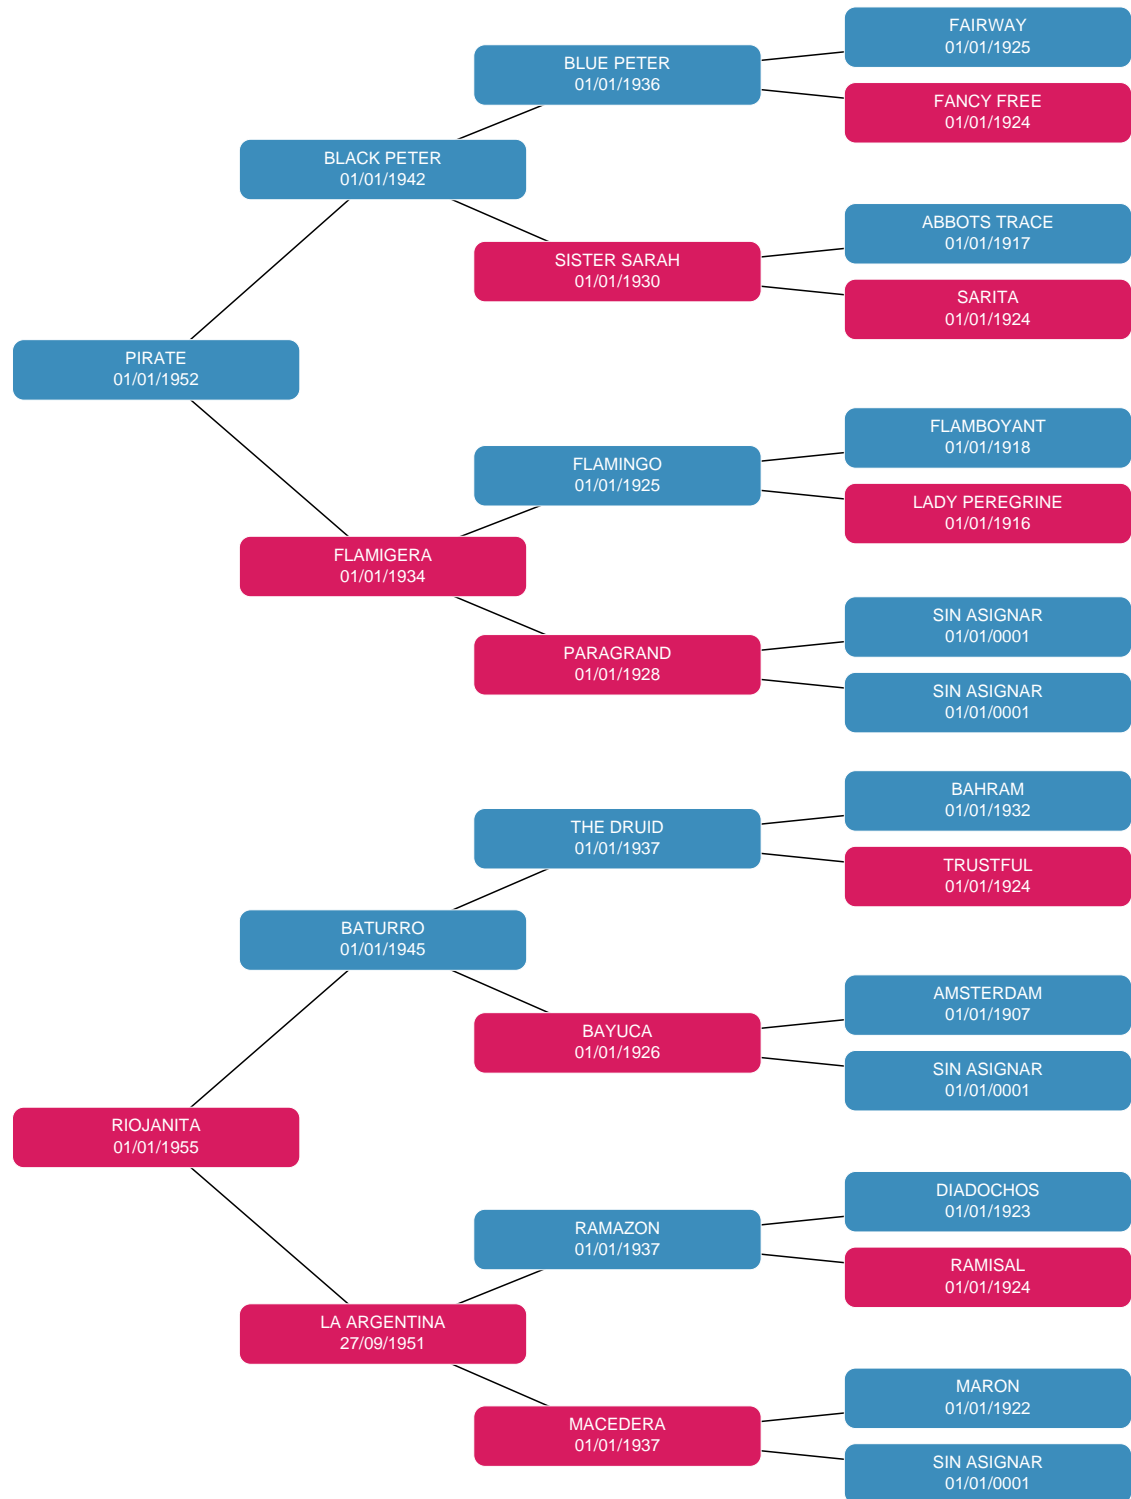 FAIRWAY
01/01/1925
BLUE PETER
01/01/1936
FANCY FREE
01/01/1924
BLACK PETER
01/01/1942
ABBOTS TRACE
01/01/1917
SISTER SARAH
01/01/1930
SARITA
01/01/1924
PIRATE
01/01/1952
FLAMBOYANT
01/01/1918
FLAMINGO
01/01/1925
LADY PEREGRINE
01/01/1916
FLAMIGERA
01/01/1934
SIN ASIGNAR
01/01/0001
PARAGRAND
01/01/1928
SIN ASIGNAR
01/01/0001
BAHRAM
01/01/1932
THE DRUID
01/01/1937
TRUSTFUL
01/01/1924
BATURRO
01/01/1945
AMSTERDAM
01/01/1907
BAYUCA
01/01/1926
SIN ASIGNAR
01/01/0001
RIOJANITA
01/01/1955
DIADOCHOS
01/01/1923
RAMAZON
01/01/1937
RAMISAL
01/01/1924
LA ARGENTINA
27/09/1951
MARON
01/01/1922
MACEDERA
01/01/1937
SIN ASIGNAR
01/01/0001